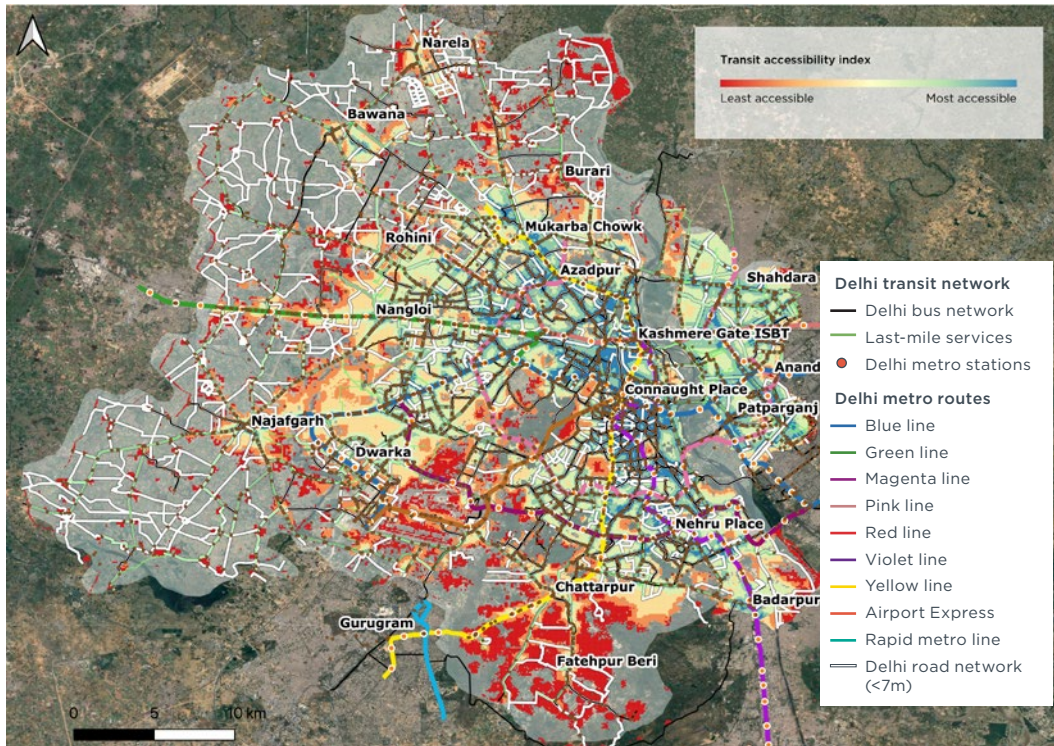 Narela
Bawana
Burari
Rohini
Mukarba Chowk
Azadpur
Shahdara
Nangloi
Kashmere Gate ISBT
Anand
Connaught Place
Patparganj
Najafgarh
Dwarka
Nehru Place
Chattarpur
Badarpur
Gurugram
Fatehpur Beri
0 5 10 km
Transit accessibility index
Least accessible Most accessible
Delhi transit network
Delhi bus network
Last-mile services
Delhi metro stations
Delhi metro routes
Blue line
Green line
Magenta line
Pink line
Red line
Violet line
Yellow line
Airport Express
Rapid metro line
Delhi road network
(<7m)